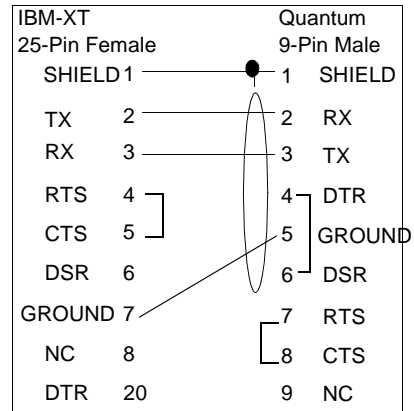 IBM-XT Quantum
25-Pin Female 9-Pin Male
SHIELD 1 1 SHIELD
TX 2 2 RX
RX 3 3 TX
RTS 4 4 DTR
CTS 5 5 GROUND
DSR 6 6 DSR
GROUND 7 7 RTS
NC 8 8 CTS
DTR 20 9 NC